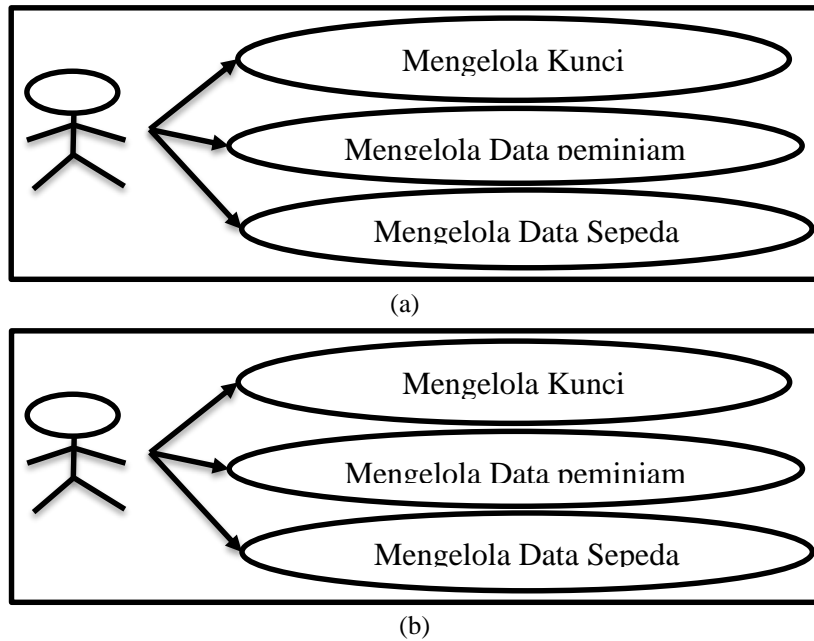 Mengelola Kunci
Mengelola Data peminjam
Mengelola Data Sepeda
(a)
Mengelola Kunci
Mengelola Data peminjam
Mengelola Data Sepeda
(b)